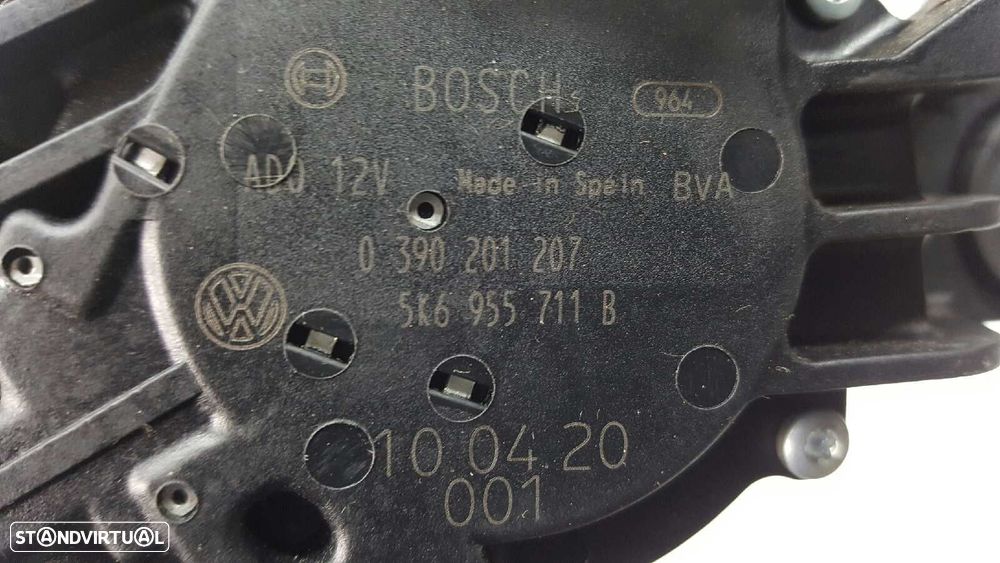 BOSCH 964
12V Made in Spain BVA
0 390 201 207
5K6 955 711 B
10 04 20
001
STANDVIRTUAL